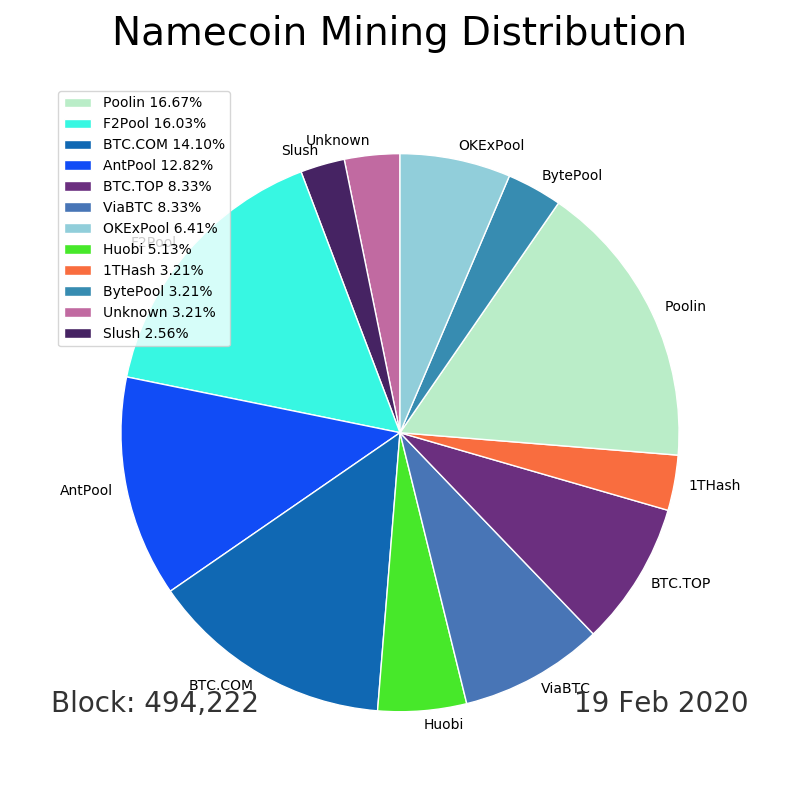 Namecoin Mining Distribution
Poolin 16.67%
F2Pool 16.03%
BTC.COM 14.10%
AntPool 12.82%
BTC.TOP 8.33%
ViaBTC 8.33%
OKExPool 6.41%
Huobi 5.13%
1THash 3.21%
BytePool 3.21%
Unknown 3.21%
Slush 2.56%
Unknown
Slush
OKExPool
BytePool
F2Pool
Poolin
AntPool
1THash
BTC.TOP
BTC.COM
ViaBTC
Huobi
Block: 494,222
19 Feb 2020